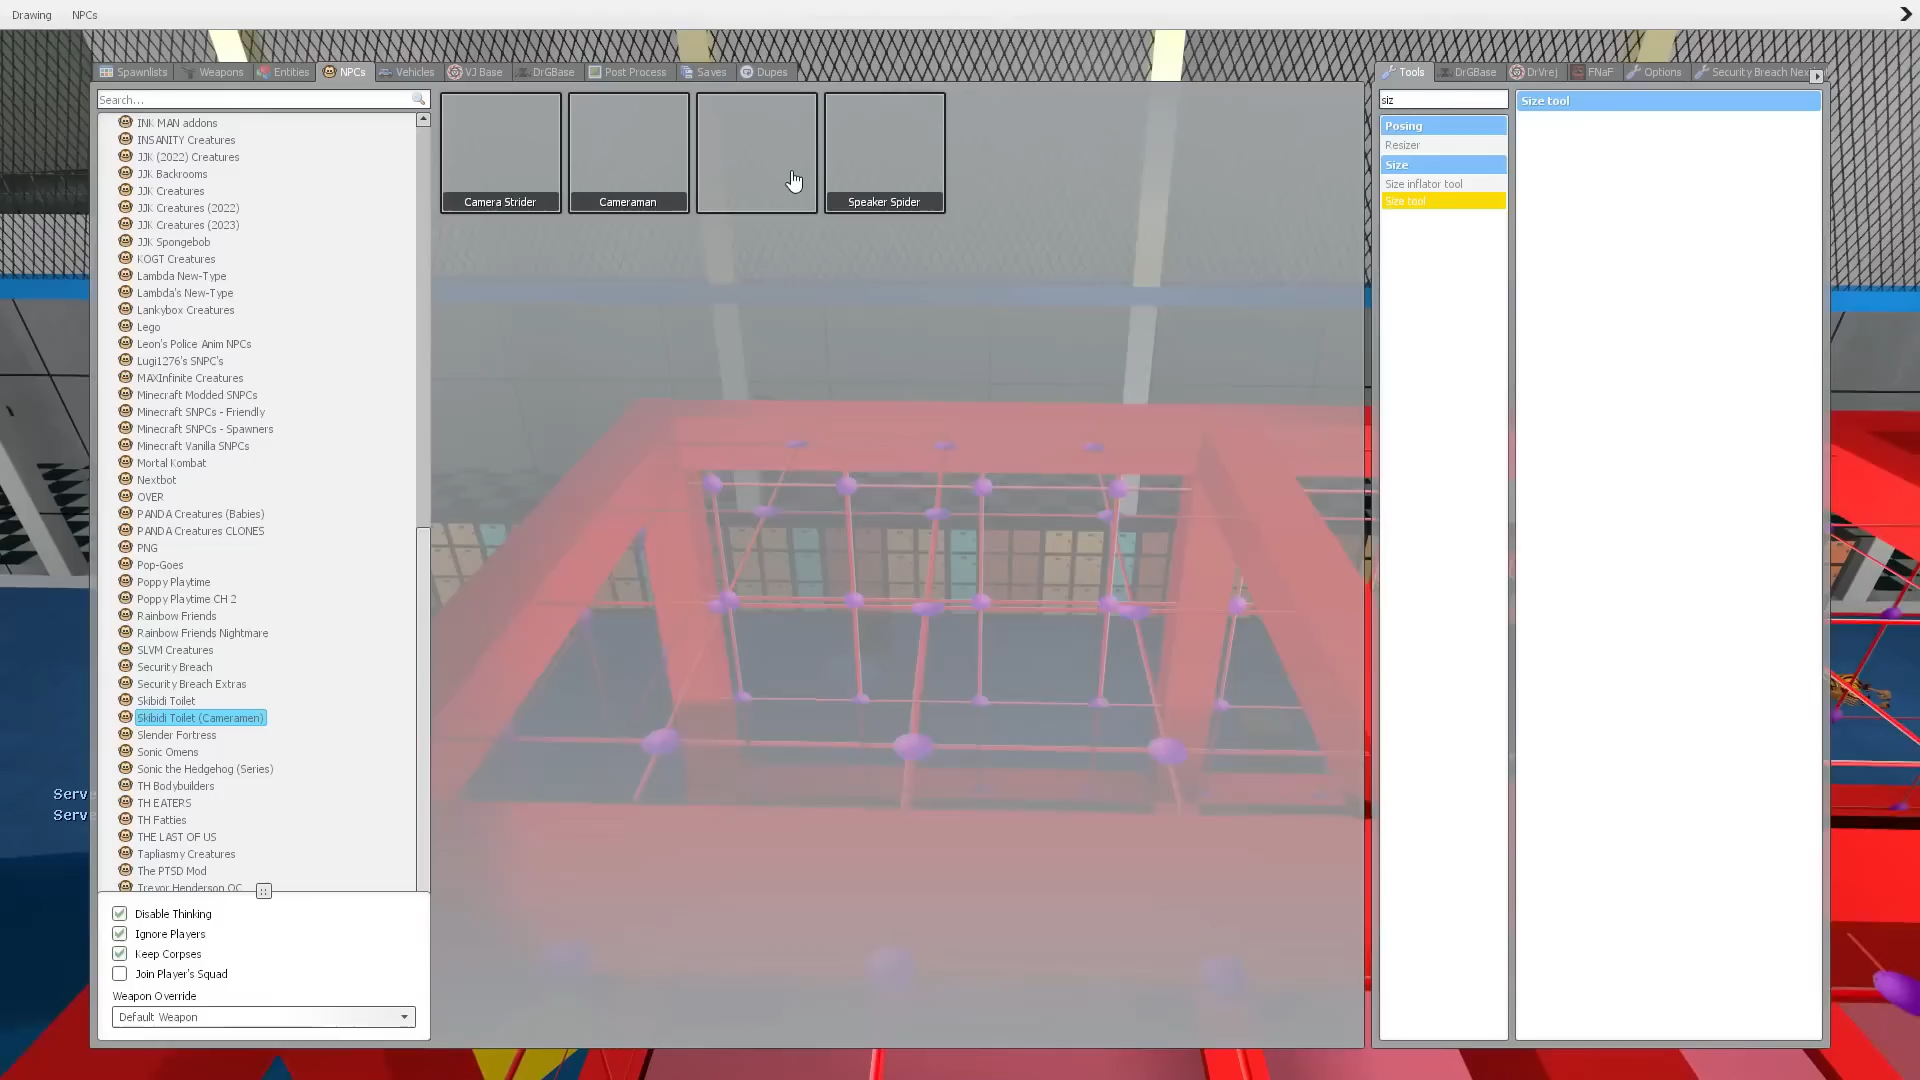 Drawing NPCs
Spawnlists Weapons Entities NPCs Vehicles VJ Base DrGBase Post Process Saves Dupes
Tools DrGBase DrVrej FNaF Options Security Breach Nex
Search...
INK MAN addons
INSANITY Creatures
JJK (2022) Creatures
JJK Backrooms
JJK Creatures
JJK Creatures (2022)
JJK Creatures (2023)
JJK Spongebob
KOGT Creatures
Lambda New-Type
Lambda's New-Type
Lankybox Creatures
Lego
Leon's Police Anim NPCs
Lugi1276's SNPC's
MAXInfinite Creatures
Minecraft Modded SNPCs
Minecraft SNPCs - Friendly
Minecraft SNPCs - Spawners
Minecraft Vanilla SNPCs
Mortal Kombat
Nextbot
OVER
PANDA Creatures (Babies)
PANDA Creatures CLONES
PNG
Pop-Goes
Poppy Playtime
Poppy Playtime CH 2
Rainbow Friends
Rainbow Friends Nightmare
SLVM Creatures
Security Breach
Security Breach Extras
Skibidi Toilet
Skibidi Toilet (Cameramen)
Slender Fortress
Sonic Omens
Sonic the Hedgehog (Series)
TH Bodybuilders
TH EATERS
TH Fatties
THE LAST OF US
Tapliasmy Creatures
The PTSD Mod
Trevor Henderson OC
Disable Thinking
Ignore Players
Keep Corpses
Join Player's Squad
Weapon Override
Default Weapon
Camera Strider
Cameraman
Speaker Spider
siz
Posing
Resizer
Size
Size inflator tool
Size tool
Size tool
Serv
Serv